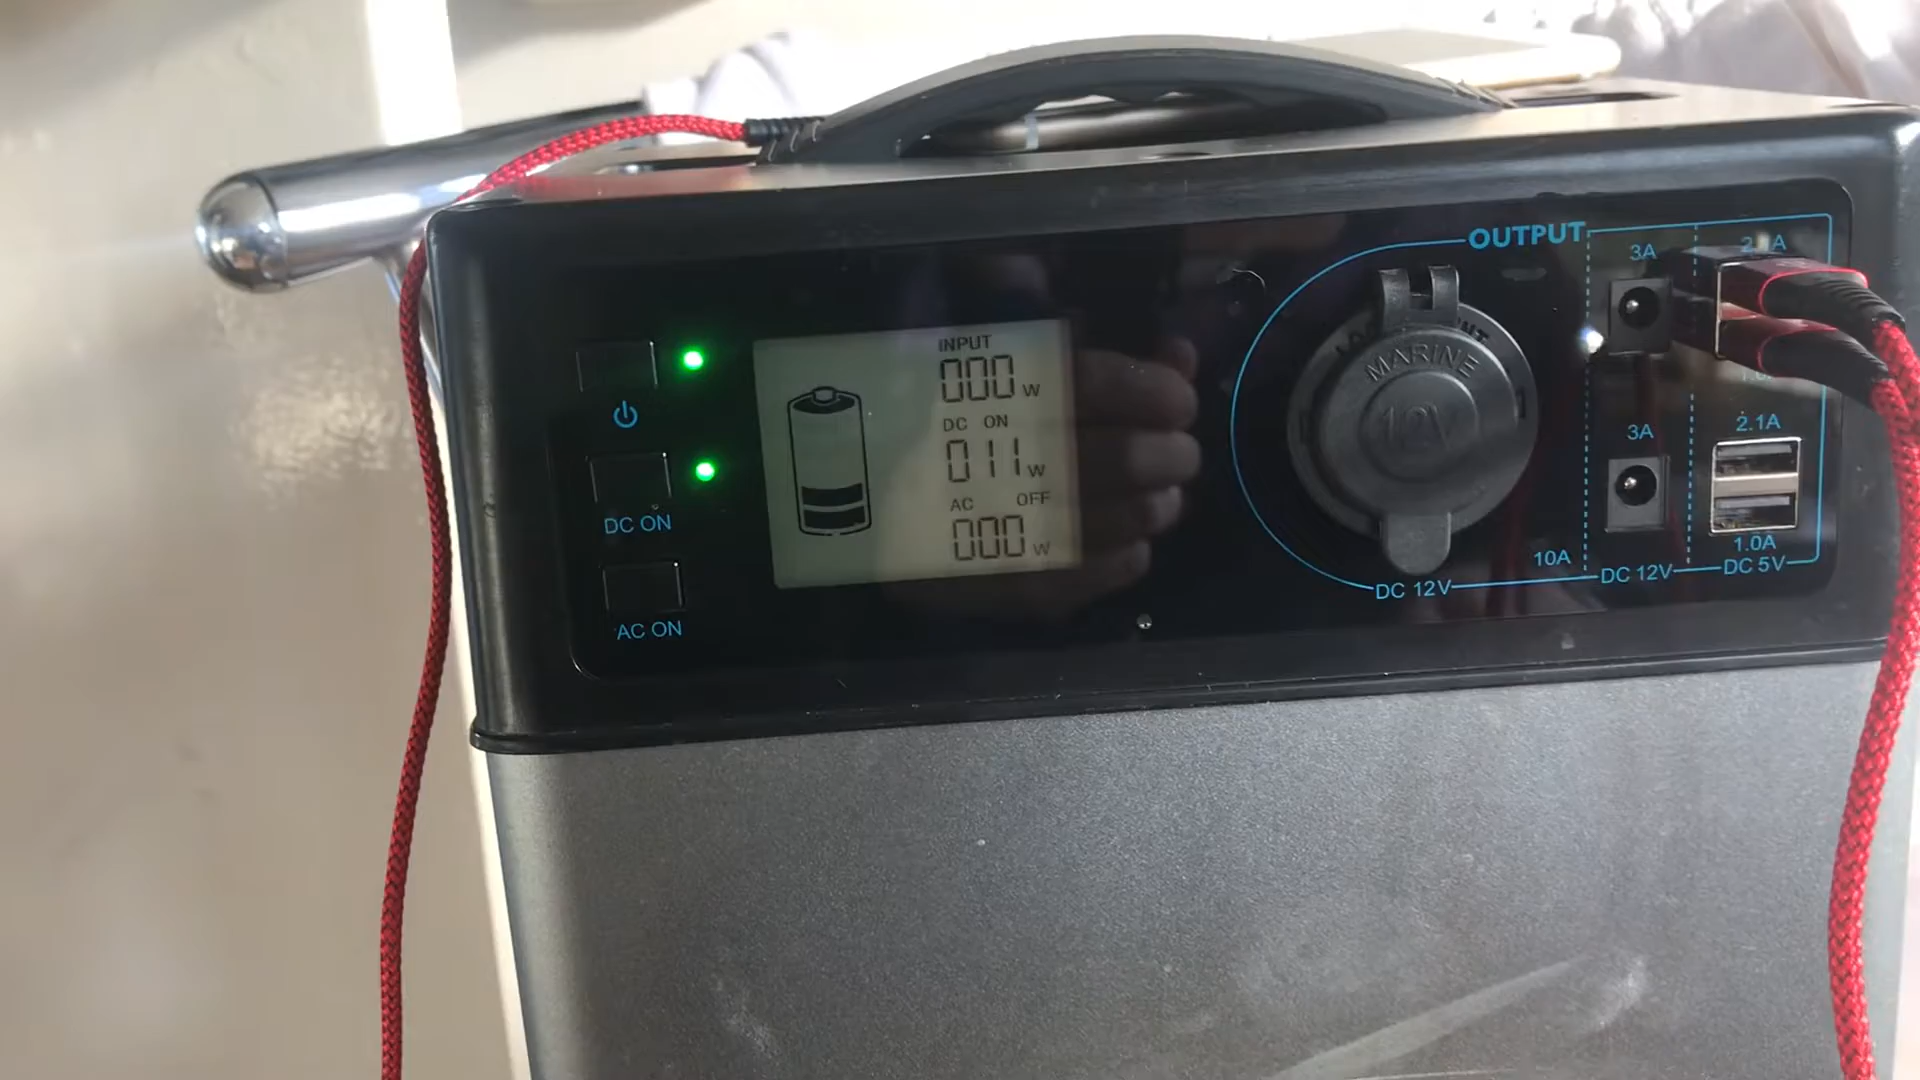 OUTPUT
3A
INPUT
000 W
DC ON
011 W
AC OFF
000 W
MARINE
12V
DC ON
AC ON
3A
2.1A
10A
1.0A
DC 12V
DC 12V
DC 5V